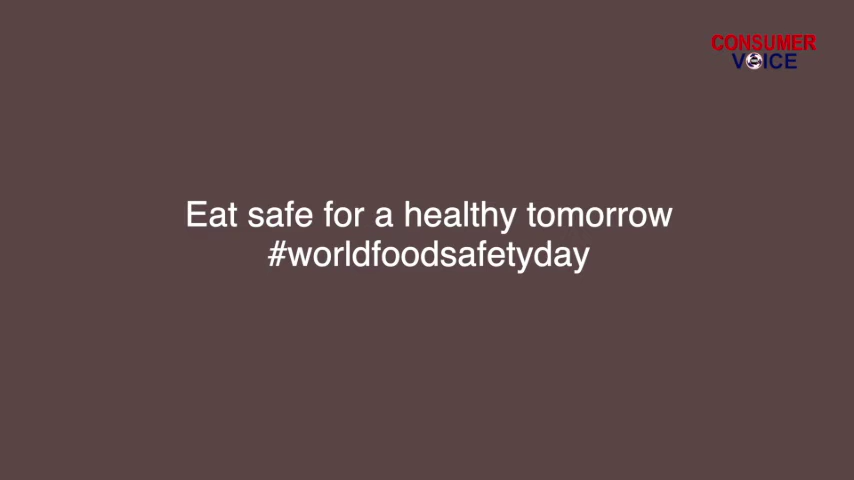 CONSUMER
VOICE
Eat safe for a healthy tomorrow
#worldfoodsafetyday